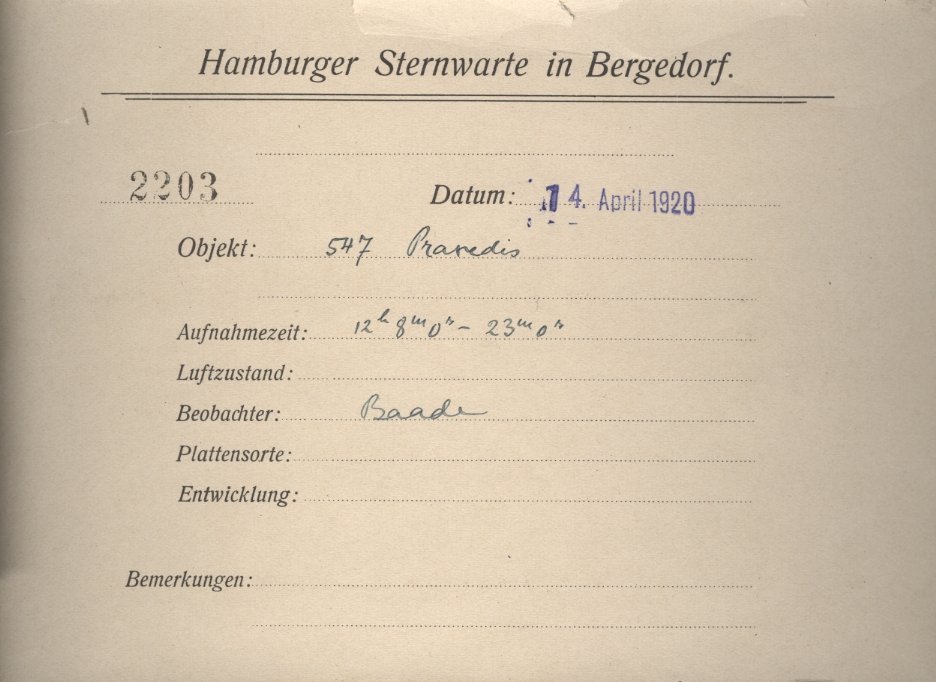 Hamburger Sternwarte in Bergedorf.
2203 Datum: 14. April 1920
Objekt: 547 Praxedis
Aufnahmezeit: 12h 8m 0s – 23m 0s
Luftzustand:
Beobachter: Baade
Plattensorte:
Entwicklung:
Bemerkungen: